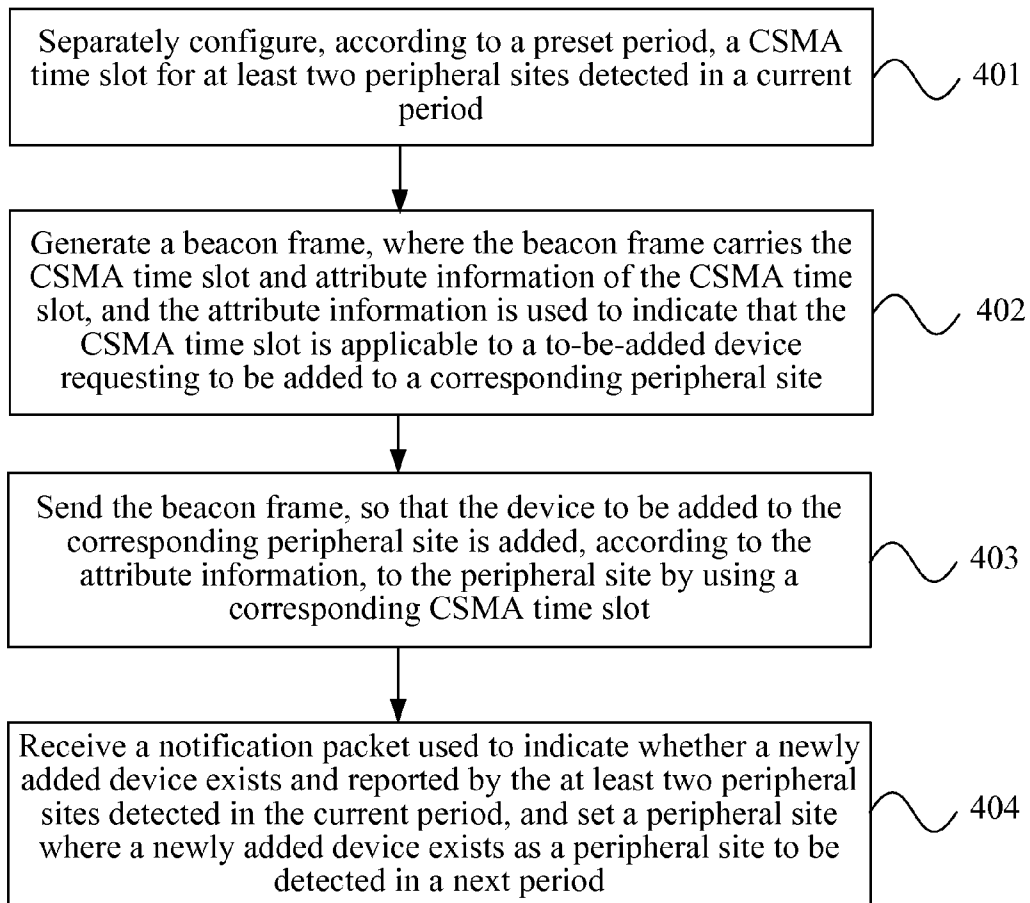 Separately configure, according to a preset period, a CSMA
time slot for at least two peripheral sites detected in a current
period
401
Generate a beacon frame, where the beacon frame carries the
CSMA time slot and attribute information of the CSMA time
slot, and the attribute information is used to indicate that the
CSMA time slot is applicable to a to-be-added device
requesting to be added to a corresponding peripheral site
402
Send the beacon frame, so that the device to be added to the
corresponding peripheral site is added, according to the
attribute information, to the peripheral site by using a
corresponding CSMA time slot
403
Receive a notification packet used to indicate whether a newly
added device exists and reported by the at least two peripheral
sites detected in the current period, and set a peripheral site
where a newly added device exists as a peripheral site to be
detected in a next period
404